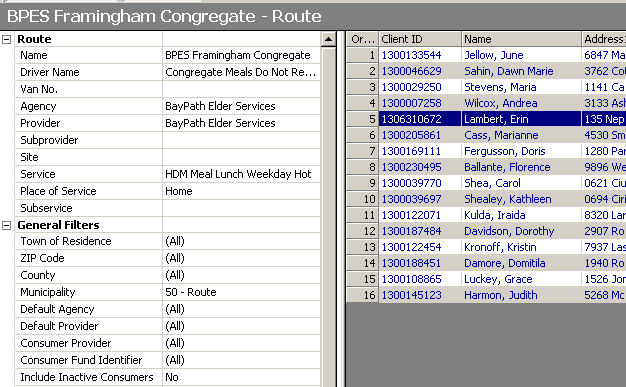 BPES Framingham Congregate - Route
Route
Name BPES Framingham Congregate
Driver Name Congregate Meals Do Not Re...
Van No.
Agency BayPath Elder Services
Provider BayPath Elder Services
Subprovider
Site
Service HDM Meal Lunch Weekday Hot
Place of Service Home
Subservice
General Filters
Town of Residence (All)
ZIP Code (All)
County (All)
Municipality 50 - Route
Default Agency (All)
Default Provider (All)
Consumer Provider (All)
Consumer Fund Identifier (All)
Include Inactive Consumers No
Or... Client ID Name Address
1 1300133544 Jellow, June 6847 Ma
2 1300046629 Sahin, Dawn Marie 3762 Co
3 1300029250 Stevens, Maria 1141 Ca
4 1300007258 Wilcox, Andrea 3133 Ash
5 1306310672 Lambert, Erin 135 Nep
6 1300205861 Cass, Marianne 4530 Sm
7 1300169111 Fergusson, Doris 1280 Par
8 1300230495 Ballante, Florence 9896 We
9 1300039770 Shea, Carol 0621 Ciu
10 1300039697 Shealey, Kathleen 0694 Ciri
11 1300122071 Kulda, Iraida 8320 Lar
12 1300187484 Davidson, Dorothy 2907 Ro
13 1300122454 Kronoff, Kristin 7937 Las
14 1300188451 Damore, Domitila 1940 Ro
15 1300108865 Luckey, Grace 1526 Jor
16 1300145123 Harmon, Judith 5268 Mc